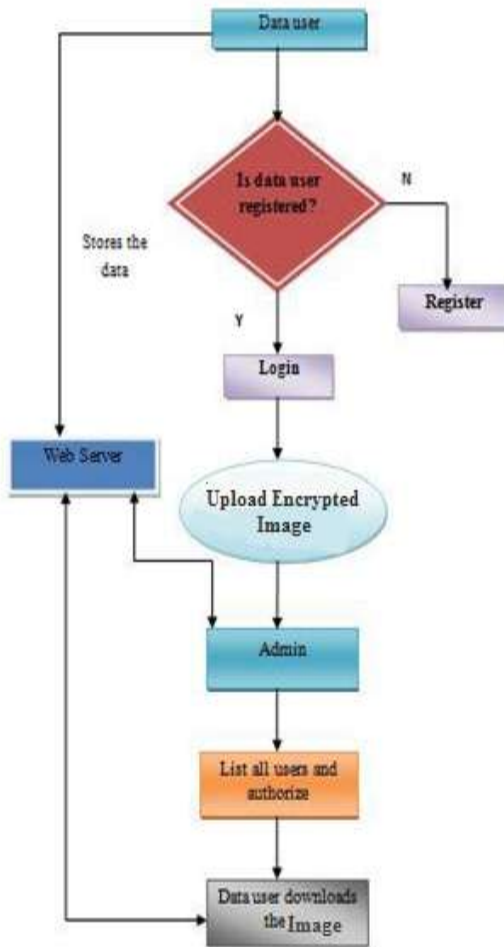 Data user
Is data user
registered?
N
Stores the
data
Register
Y
Login
Web Server
Upload Encrypted
Image
Admin
List all users and
authorize
Data user downloads
the Image